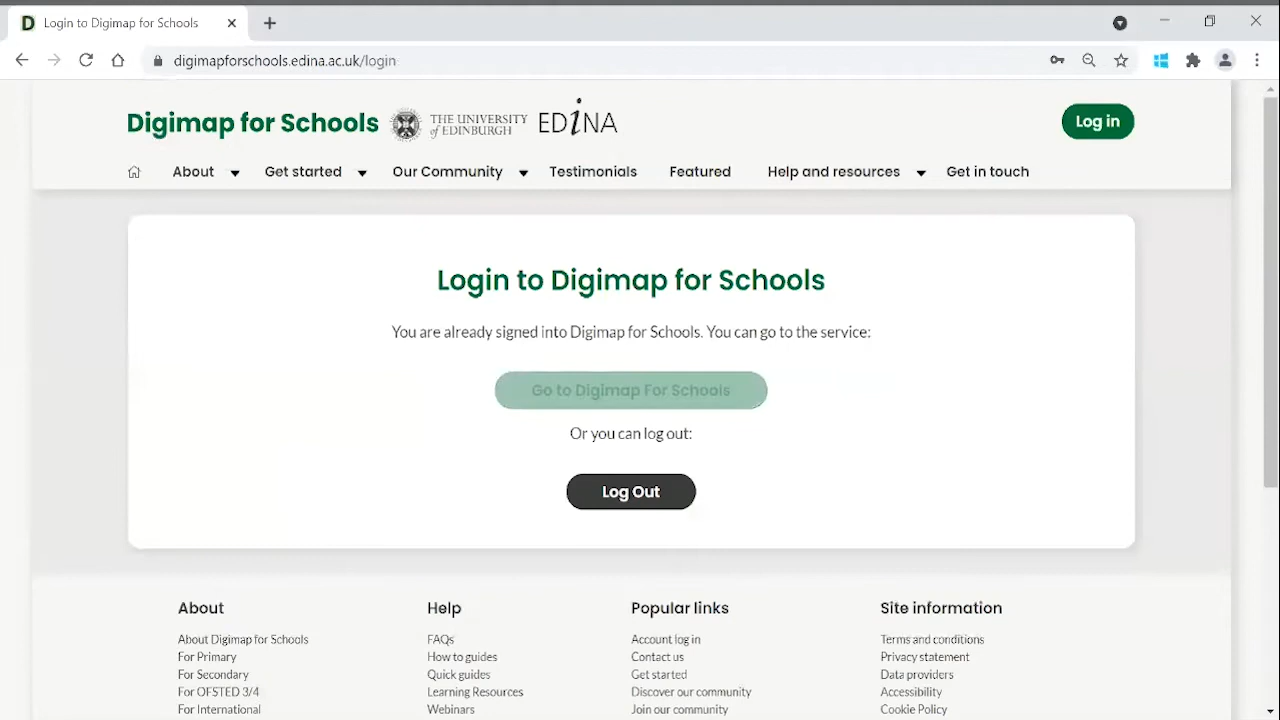 Login to Digimap for Schools
digimapforschools.edina.ac.uk/login
Digimap for Schools THE UNIVERSITY of EDINBURGH EDINA
Log in
About Get started Our Community Testimonials Featured Help and resources Get in touch
Login to Digimap for Schools
You are already signed into Digimap for Schools. You can go to the service:
Go to Digimap For Schools
Or you can log out:
Log Out
About Help Popular links Site information
About Digimap for Schools FAQs Account log in Terms and conditions
For Primary How to guides Contact us Privacy statement
For Secondary Quick guides Get started Data providers
For OFSTED 3/4 Learning Resources Discover our community Accessibility
For International Webinars Join our community Cookie Policy